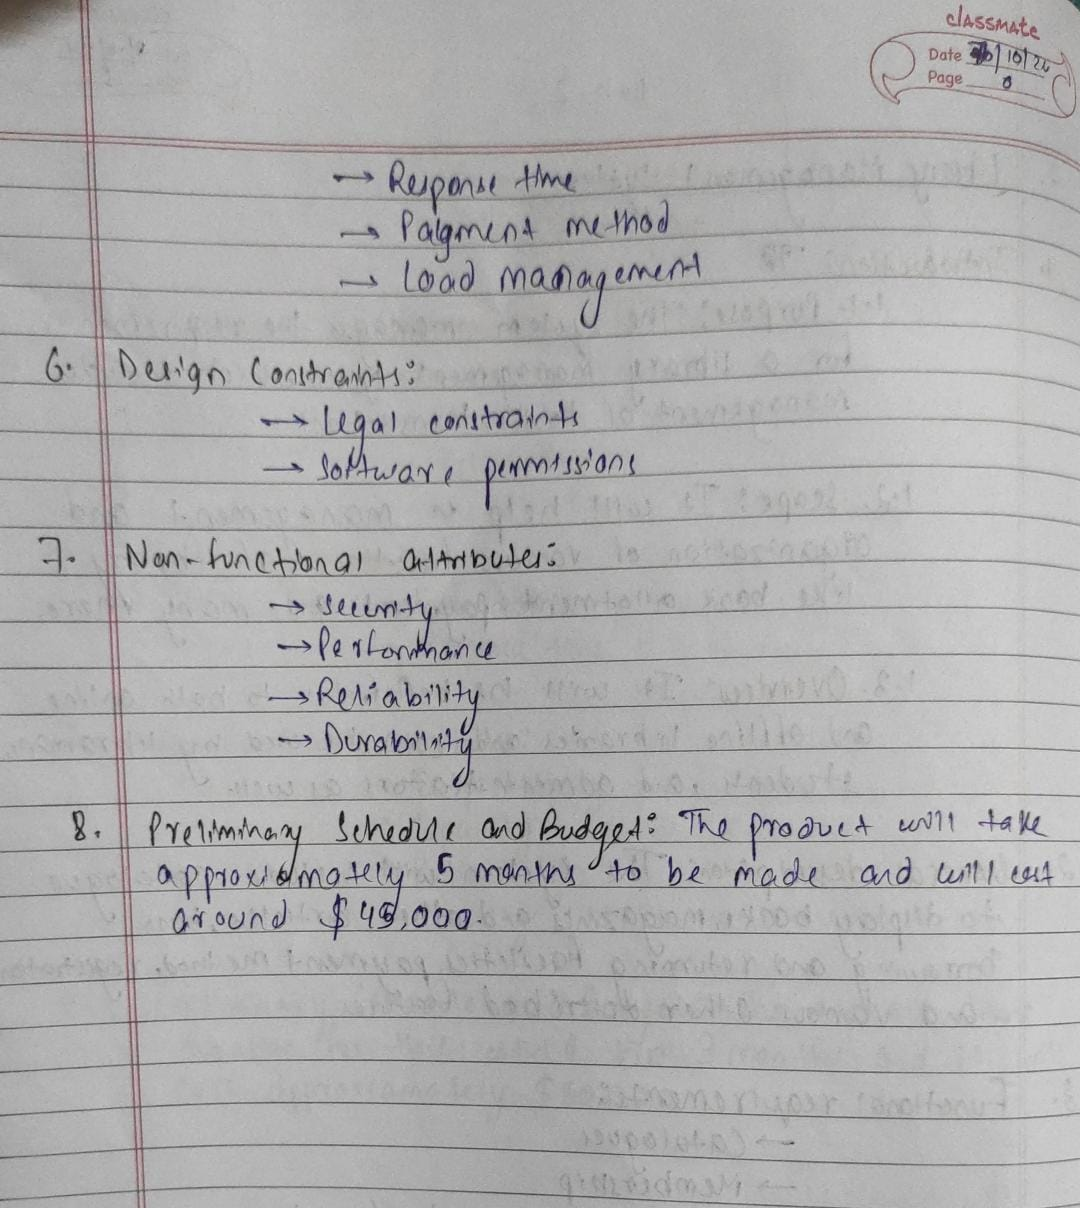 classmate
Date /10/24
Page
→ Response time
→ Palgment method
→ Load management
6. Design Constraints:
→ Legal constraints
→ Software permissions
7. Non-functional attributes:
→ Security
→ Performance
→ Reliability
→ Durability
8. Preliminary Schedule and Budget: The product will take
approximately 5 months to be made and will cost
around $ 45,000.